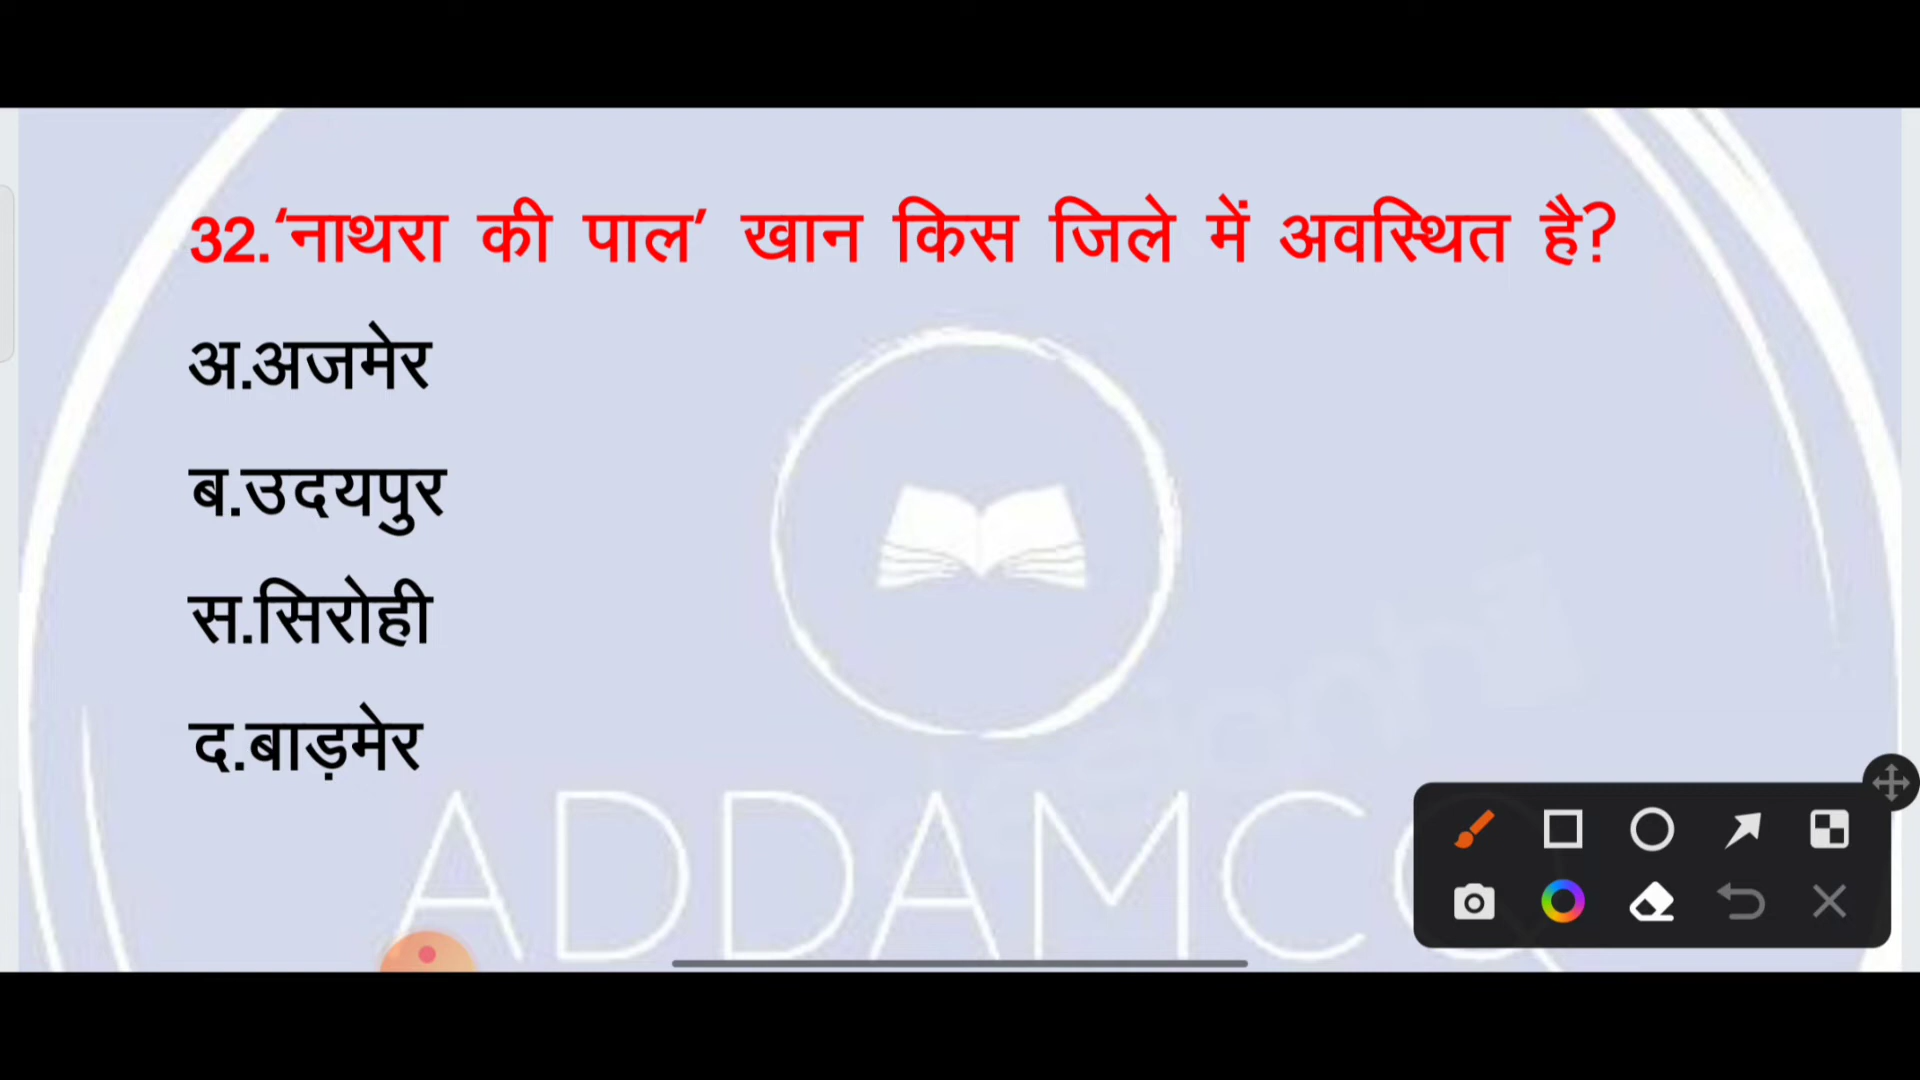 32.‘नाथरा की पाल’ खान किस जिले में अवस्थित है?
अ.अजमेर
ब.उदयपुर
स.सिरोही
द.बाड़मेर
ADDAMC